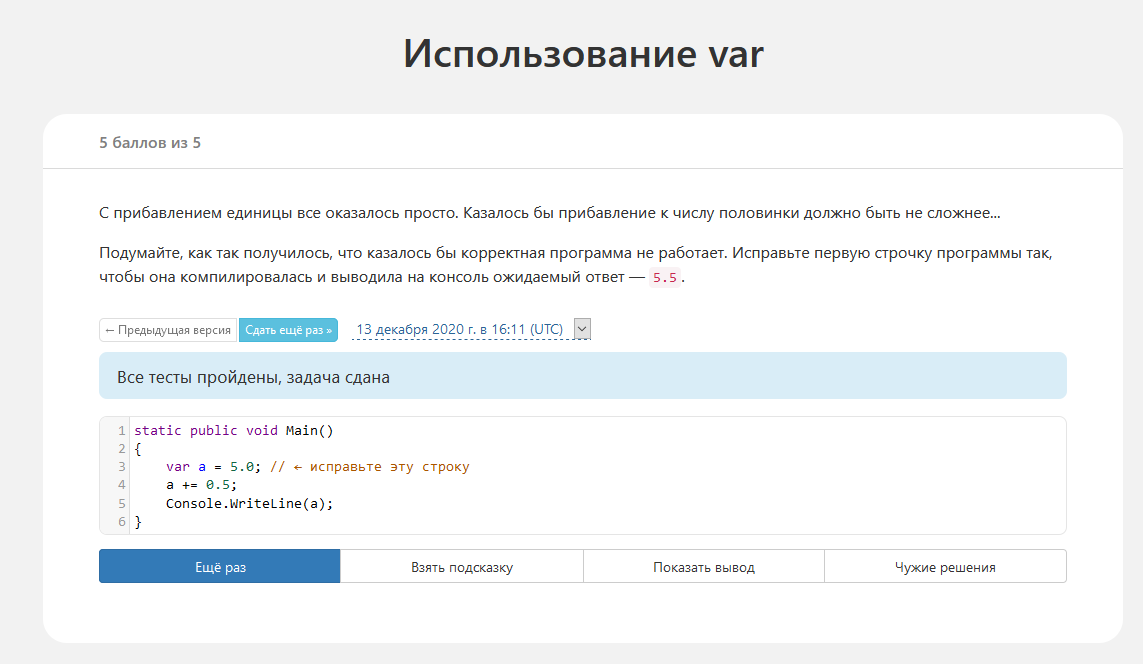 Использование var
5 баллов из 5
С прибавлением единицы все оказалось просто. Казалось бы прибавление к числу половинки должно быть не сложнее...
Подумайте, как так получилось, что казалось бы корректная программа не работает. Исправьте первую строчку программы так,
чтобы она компилировалась и выводила на консоль ожидаемый ответ — 5.5.
← Предыдущая версия Сдать ещё раз » 13 декабря 2020 г. в 16:11 (UTC)
Все тесты пройдены, задача сдана
1 static public void Main()
2 {
3     var a = 5.0; // ← исправьте эту строку
4     a += 0.5;
5     Console.WriteLine(a);
6 }
Ещё раз Взять подсказку Показать вывод Чужие решения